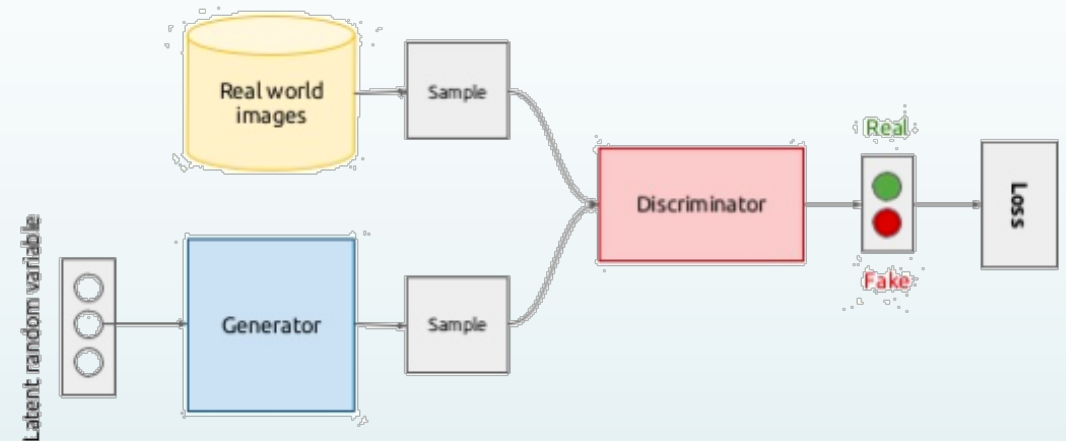 Real world
images
Sample
Real
Discriminator
Loss
Fake
Latent random variable
Generator
Sample